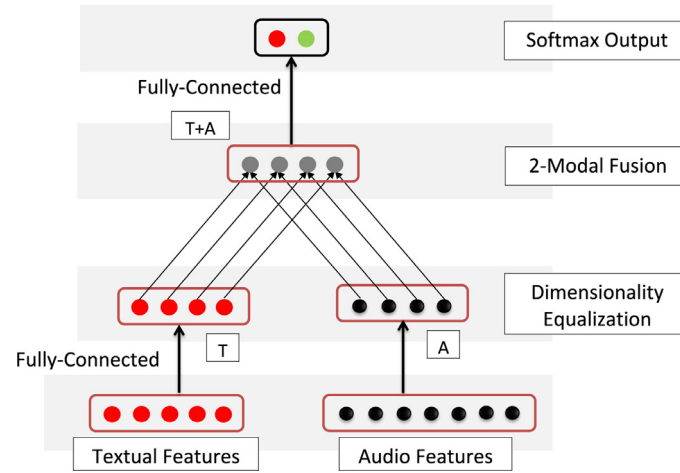 Softmax Output
Fully-Connected
T+A
2-Modal Fusion
Dimensionality
Equalization
T
A
Fully-Connected
Textual Features
Audio Features